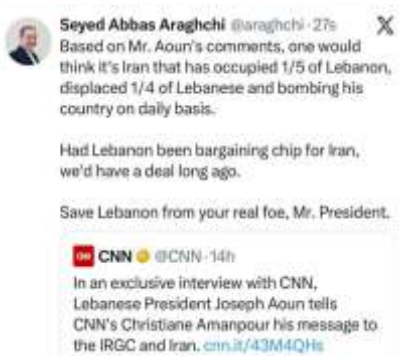 Seyed Abbas Araghchi @araghchi · 27s
Based on Mr. Aoun's comments, one would
think it's Iran that has occupied 1/5 of Lebanon,
displaced 1/4 of Lebanese and bombing his
country on daily basis.
Had Lebanon been bargaining chip for Iran,
we'd have a deal long ago.
Save Lebanon from your real foe, Mr. President.
CNN @CNN · 14h
In an exclusive interview with CNN,
Lebanese President Joseph Aoun tells
CNN's Christiane Amanpour his message to
the IRGC and Iran. cnn.it/43M4QHs